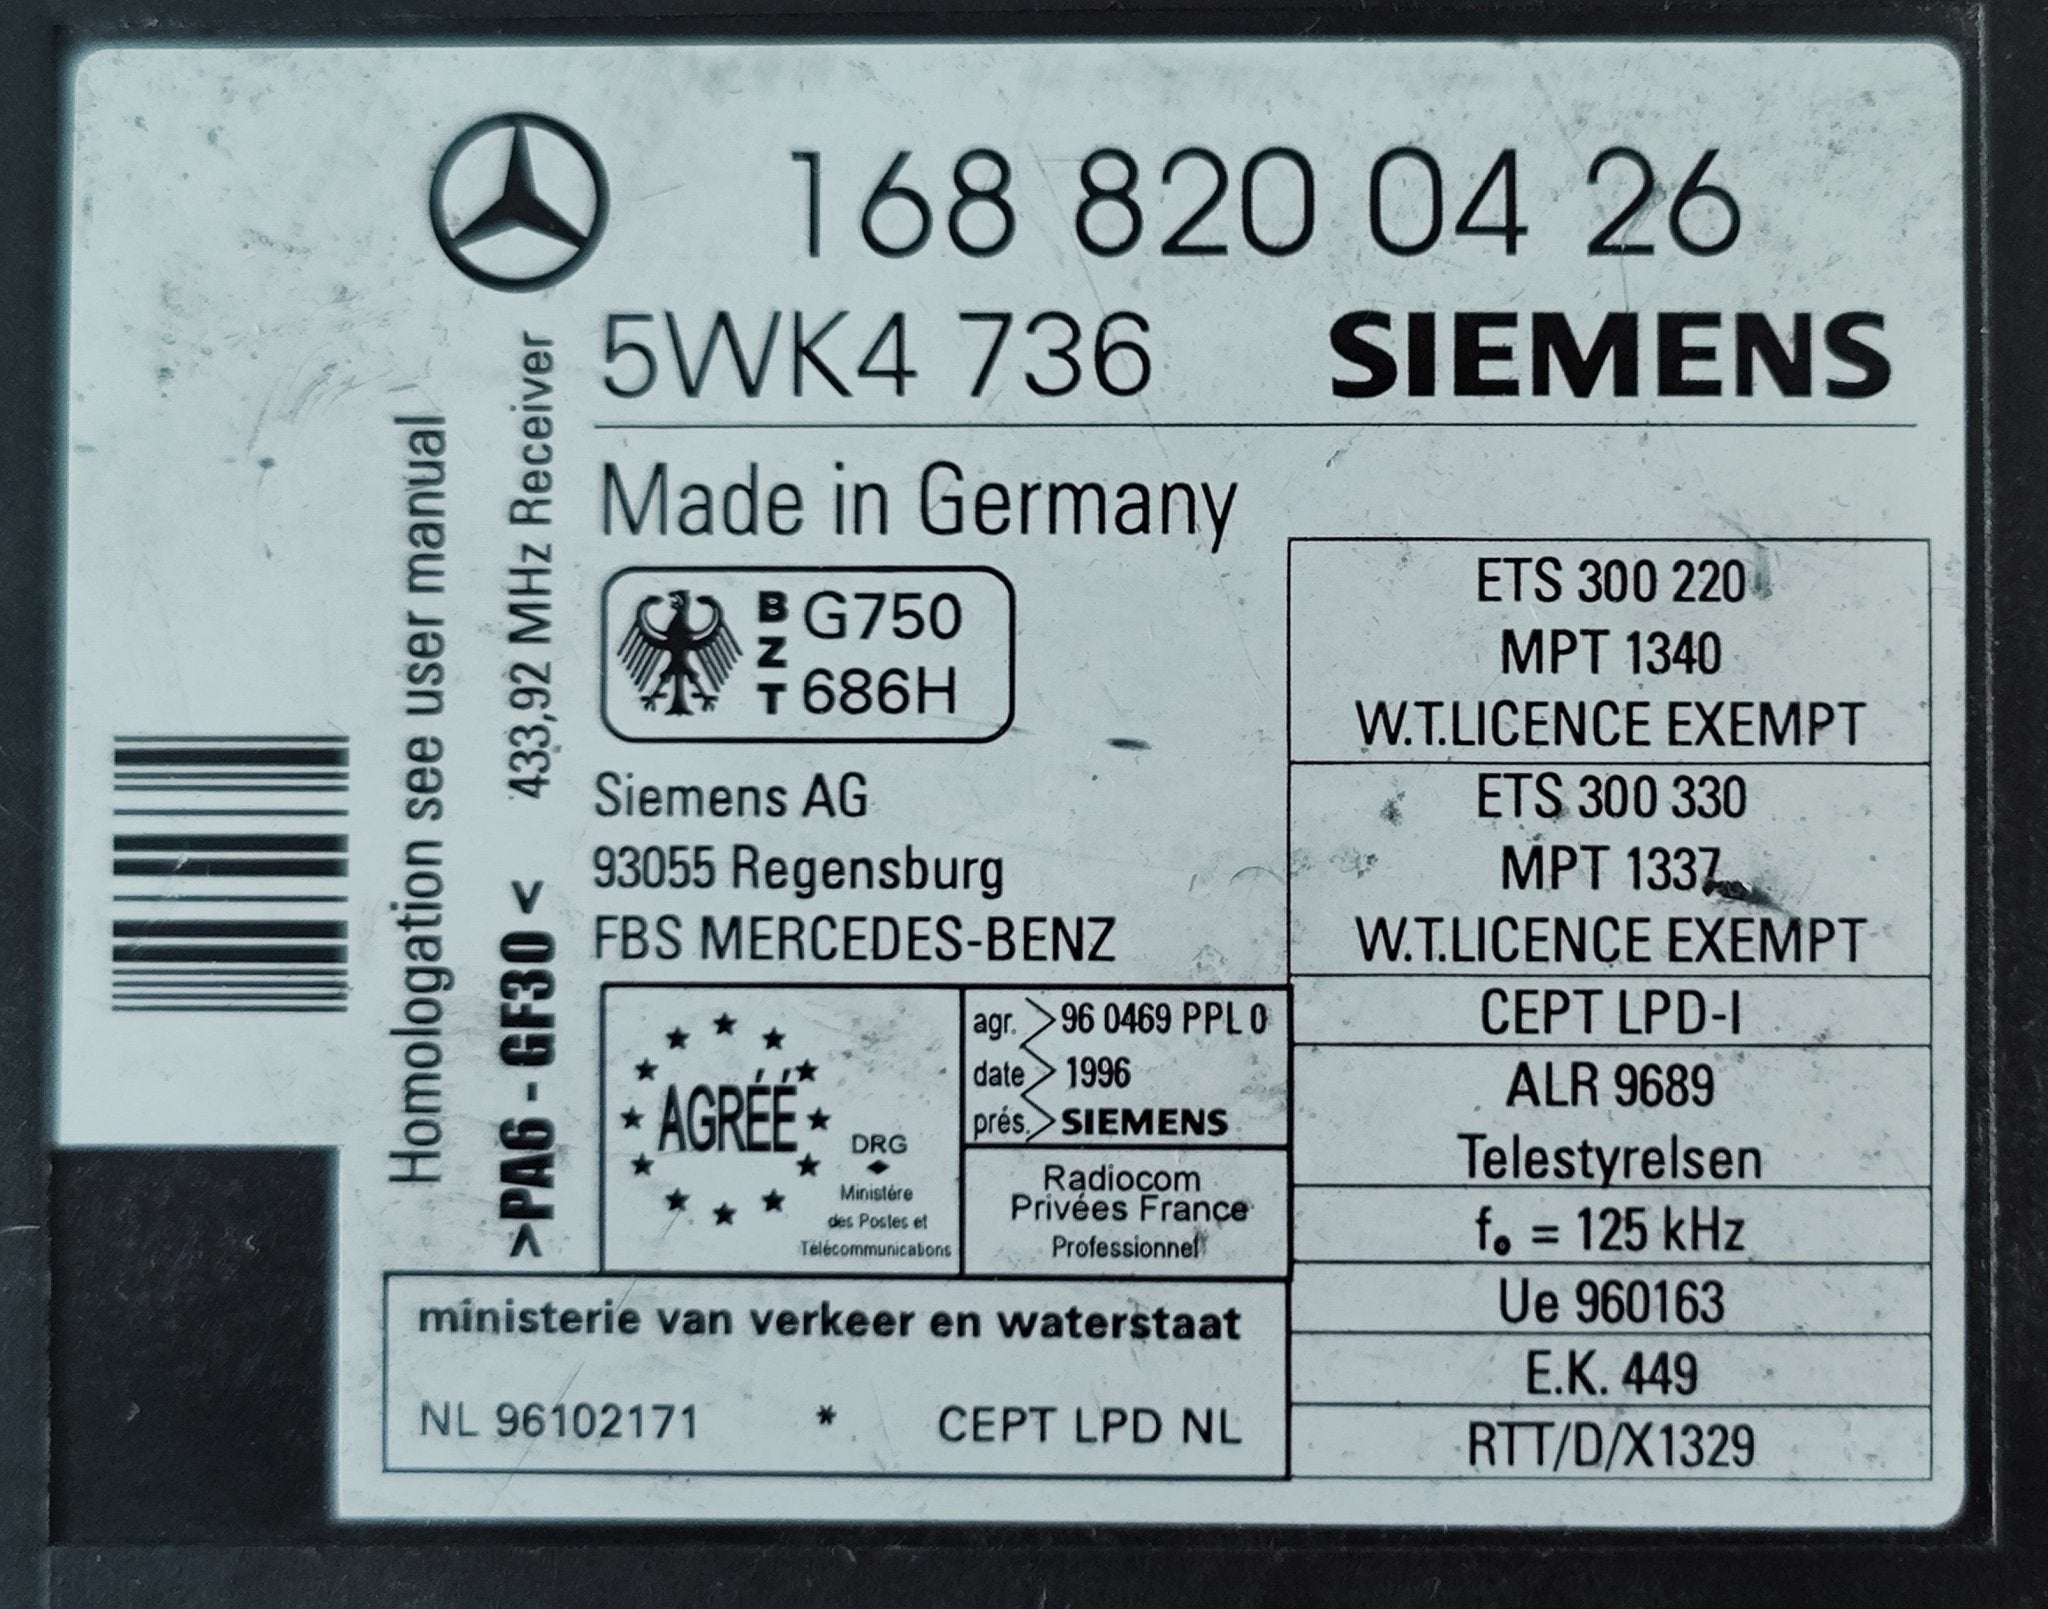 168 820 04 26
5WK4 736 SIEMENS
Made in Germany
BZT G750
686H
Siemens AG
93055 Regensburg
FBS MERCEDES-BENZ
Homologation see user manual
433,92 MHz Receiver
>PA6 - GF30<
AGRÉÉ
DRG
Ministére
des Postes et
Télécommunications
agr. 96 0469 PPL 0
date 1996
prés. SIEMENS
Radiocom
Privées France
Professionnel
ministerie van verkeer en waterstaat
NL 96102171 * CEPT LPD NL
ETS 300 220
MPT 1340
W.T.LICENCE EXEMPT
ETS 300 330
MPT 1337
W.T.LICENCE EXEMPT
CEPT LPD-I
ALR 9689
Telestyrelsen
fo = 125 kHz
Ue 960163
E.K. 449
RTT/D/X1329